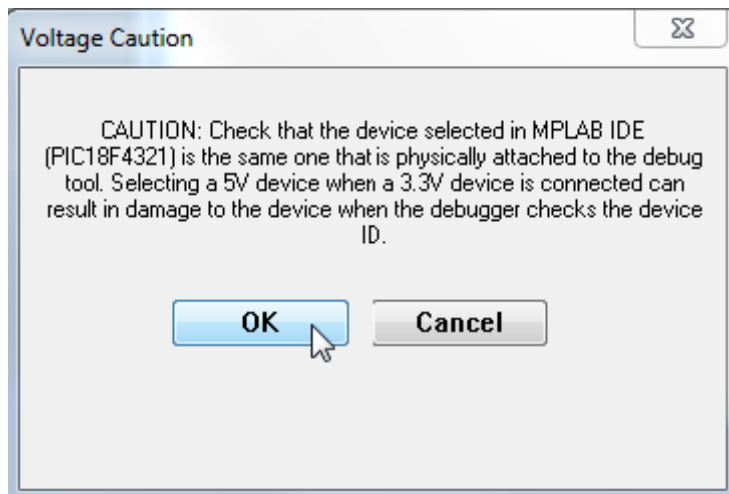 Voltage Caution
CAUTION: Check that the device selected in MPLAB IDE
(PIC18F4321) is the same one that is physically attached to the debug
tool. Selecting a 5V device when a 3.3V device is connected can
result in damage to the device when the debugger checks the device
ID.
OK Cancel